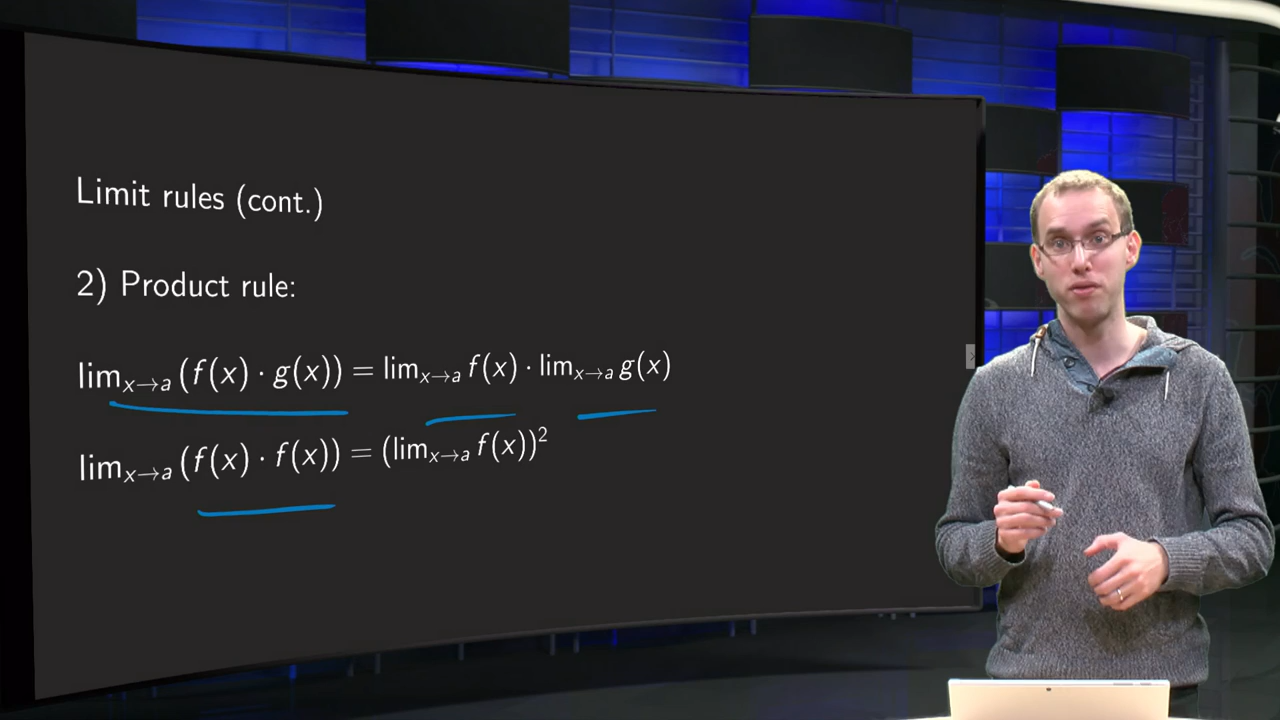 Limit rules (cont.)
2) Product rule:
lim_{x→a} (f(x) · g(x)) = lim_{x→a} f(x) · lim_{x→a} g(x)
lim_{x→a} (f(x) · f(x)) = (lim_{x→a} f(x))²